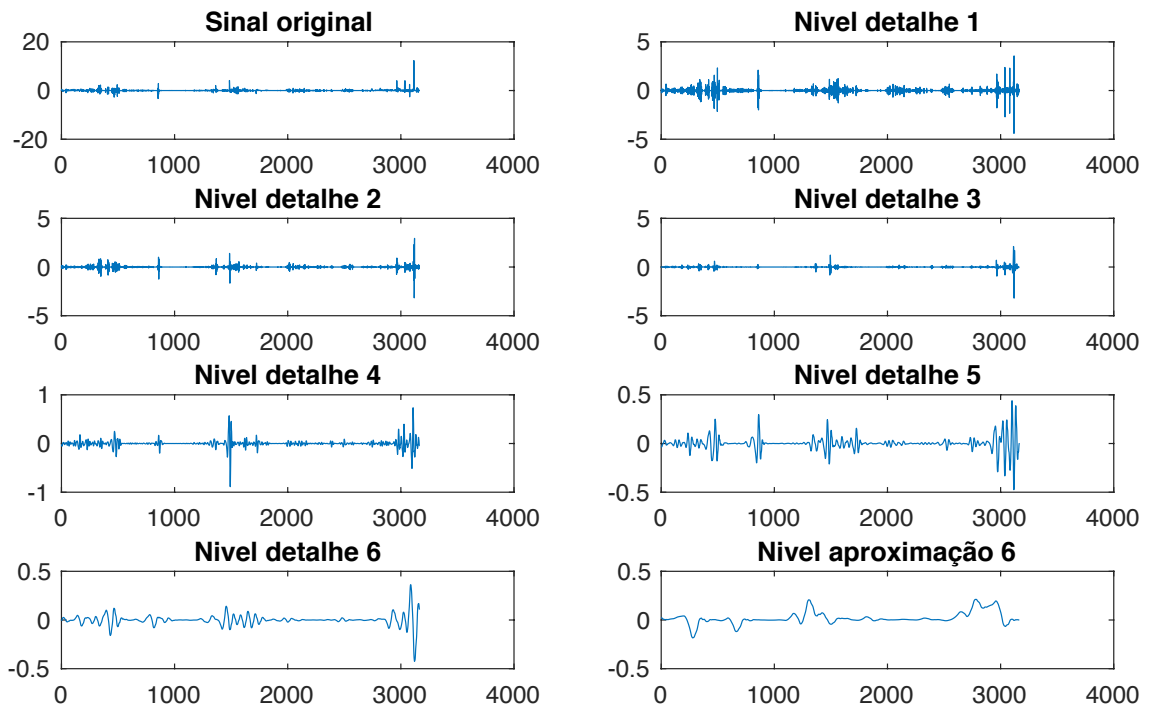 Sinal original
20
0
-20
0 1000 2000 3000 4000
Nivel detalhe 1
5
0
-5
0 1000 2000 3000 4000
Nivel detalhe 2
5
0
-5
0 1000 2000 3000 4000
Nivel detalhe 3
5
0
-5
0 1000 2000 3000 4000
Nivel detalhe 4
1
0
-1
0 1000 2000 3000 4000
Nivel detalhe 5
0.5
0
-0.5
0 1000 2000 3000 4000
Nivel detalhe 6
0.5
0
-0.5
0 1000 2000 3000 4000
Nivel aproximação 6
0.5
0
-0.5
0 1000 2000 3000 4000